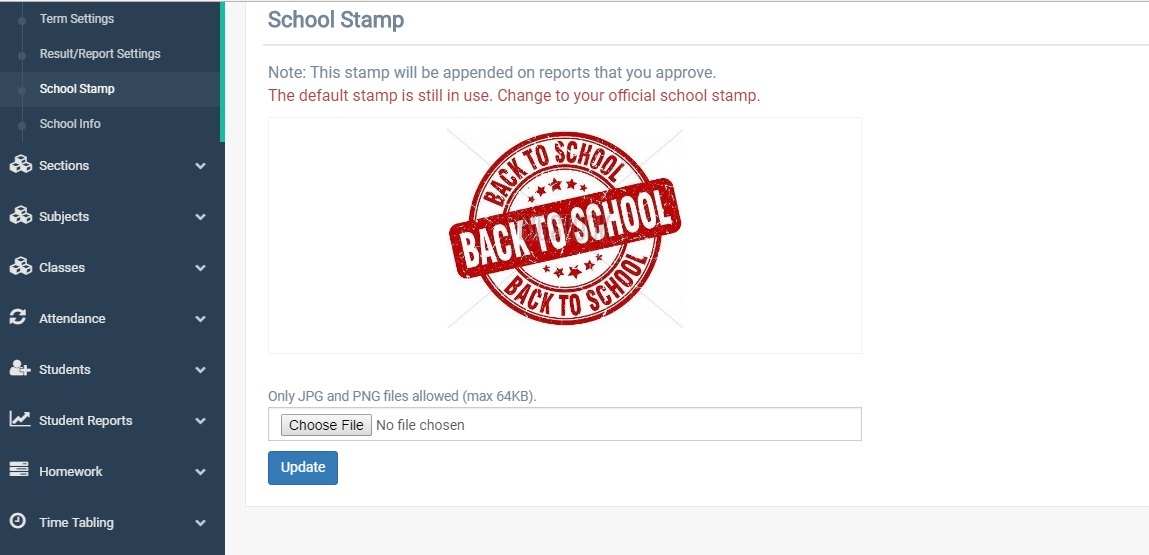 Term Settings
Result/Report Settings
School Stamp
School Info
Sections
Subjects
Classes
Attendance
Students
Student Reports
Homework
Time Tabling
School Stamp
Note: This stamp will be appended on reports that you approve.
The default stamp is still in use. Change to your official school stamp.
BACK TO SCHOOL
BACK TO SCHOOL
BACK TO SCHOOL
Only JPG and PNG files allowed (max 64KB).
Choose File No file chosen
Update